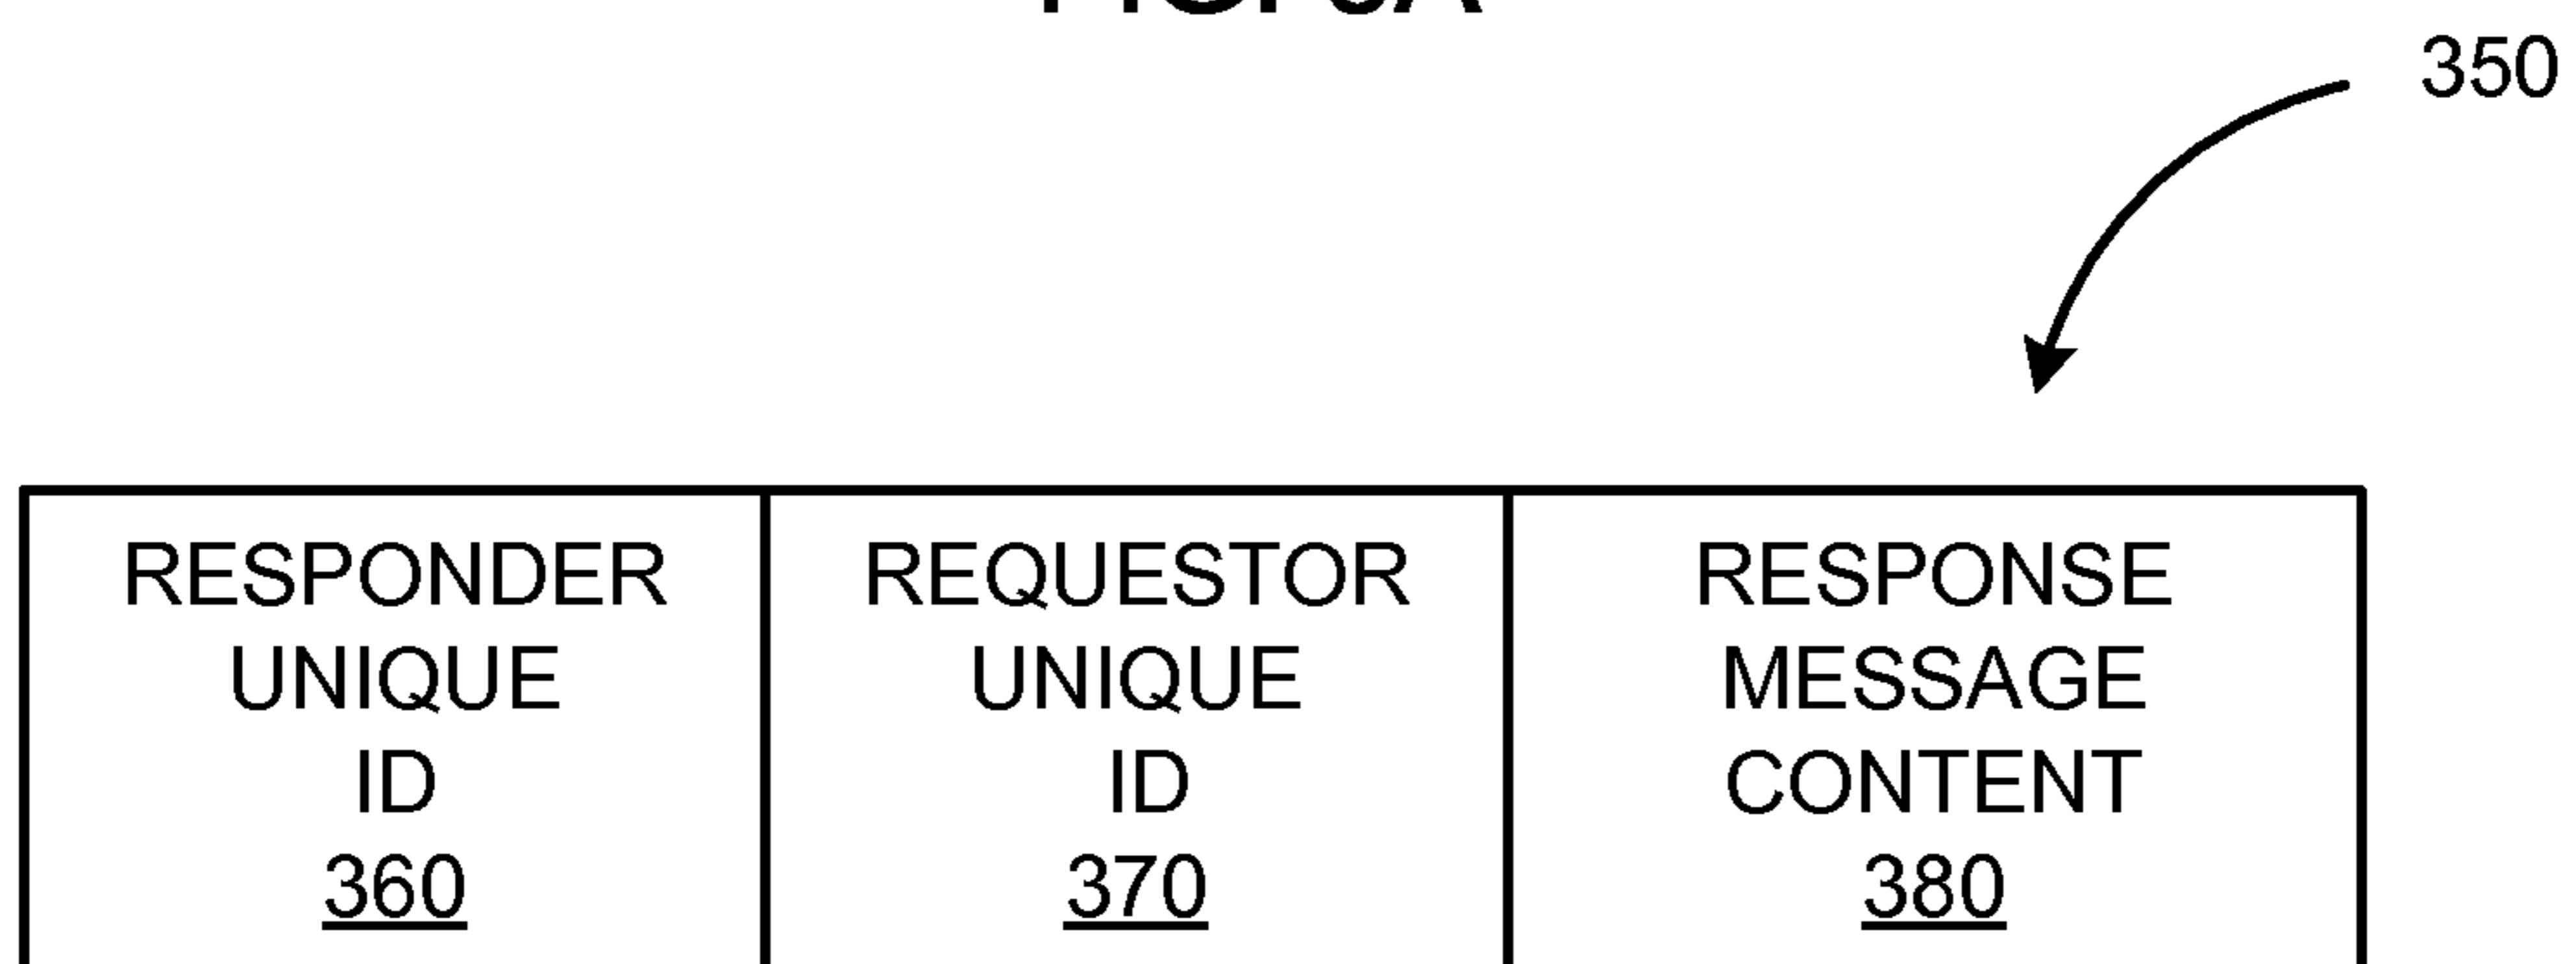 350
RESPONDER REQUESTOR RESPONSE
UNIQUE UNIQUE MESSAGE
ID ID CONTENT
360 370 380